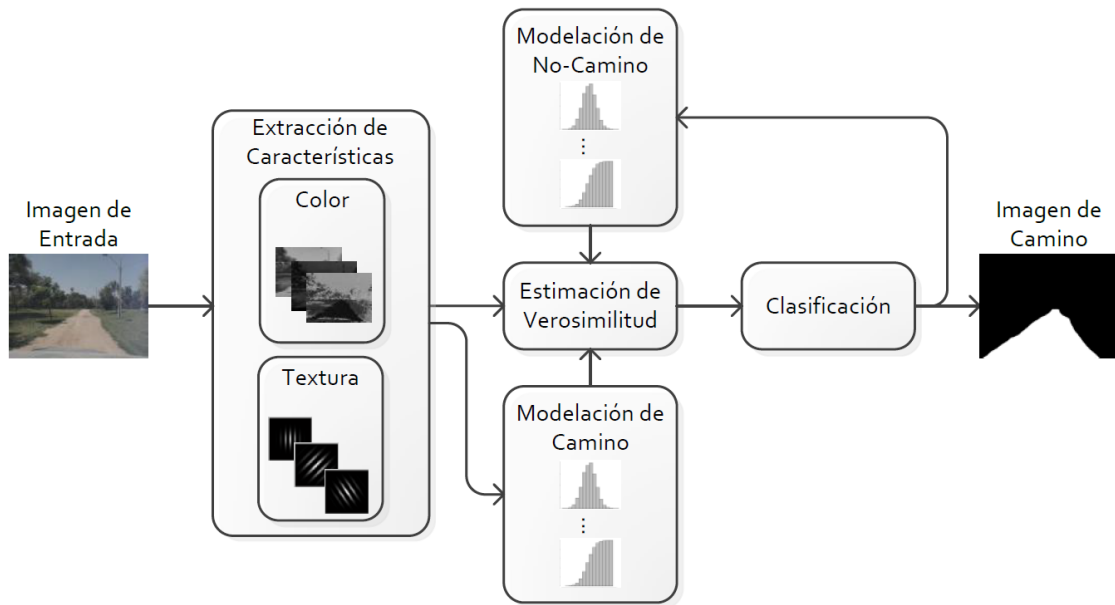 Imagen de
Entrada
Extracción de
Características
Color
Textura
Modelación de
No-Camino
⋮
Estimación de
Verosimilitud
Modelación de
Camino
⋮
Clasificación
Imagen de
Camino